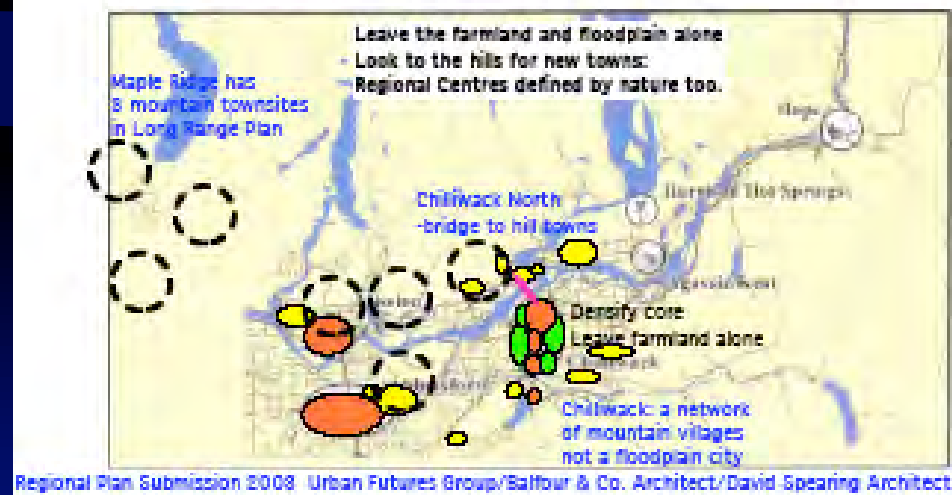 Leave the farmland and floodplain alone
- Look to the hills for new towns:
Regional Centres defined by nature too.
Maple Ridge has
8 mountain townsites
in Long Range Plan
Hope
Harrison Hot Springs
Chilliwack North
-bridge to hill towns
Densify core
Leave farmland alone
Chilliwack: a network
of mountain villages
not a floodplain city
Regional Plan Submission 2008 Urban Futures Group/Balfour & Co. Architect/David Spearing Architect